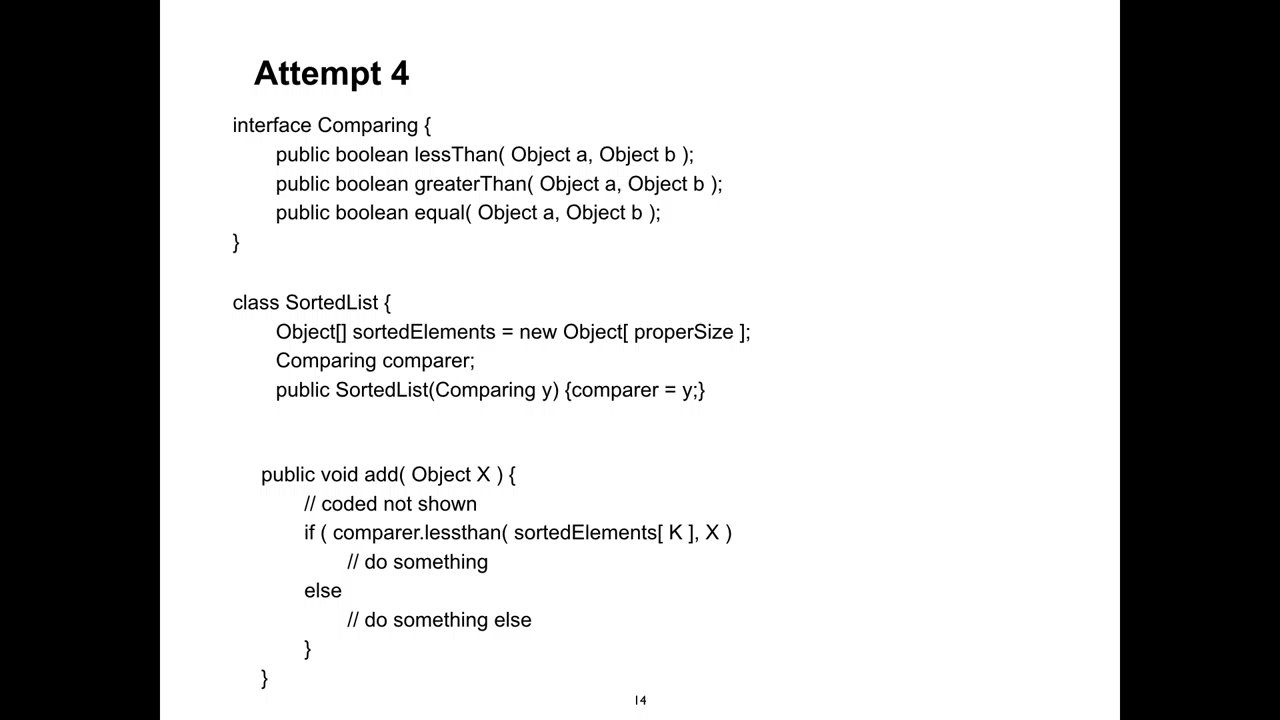 Attempt 4
interface Comparing {
public boolean lessThan( Object a, Object b );
public boolean greaterThan( Object a, Object b );
public boolean equal( Object a, Object b );
}
class SortedList {
Object[] sortedElements = new Object[ properSize ];
Comparing comparer;
public SortedList(Comparing y) {comparer = y;}
public void add( Object X ) {
// coded not shown
if ( comparer.lessthan( sortedElements[ K ], X )
// do something
else
// do something else
}
}
14